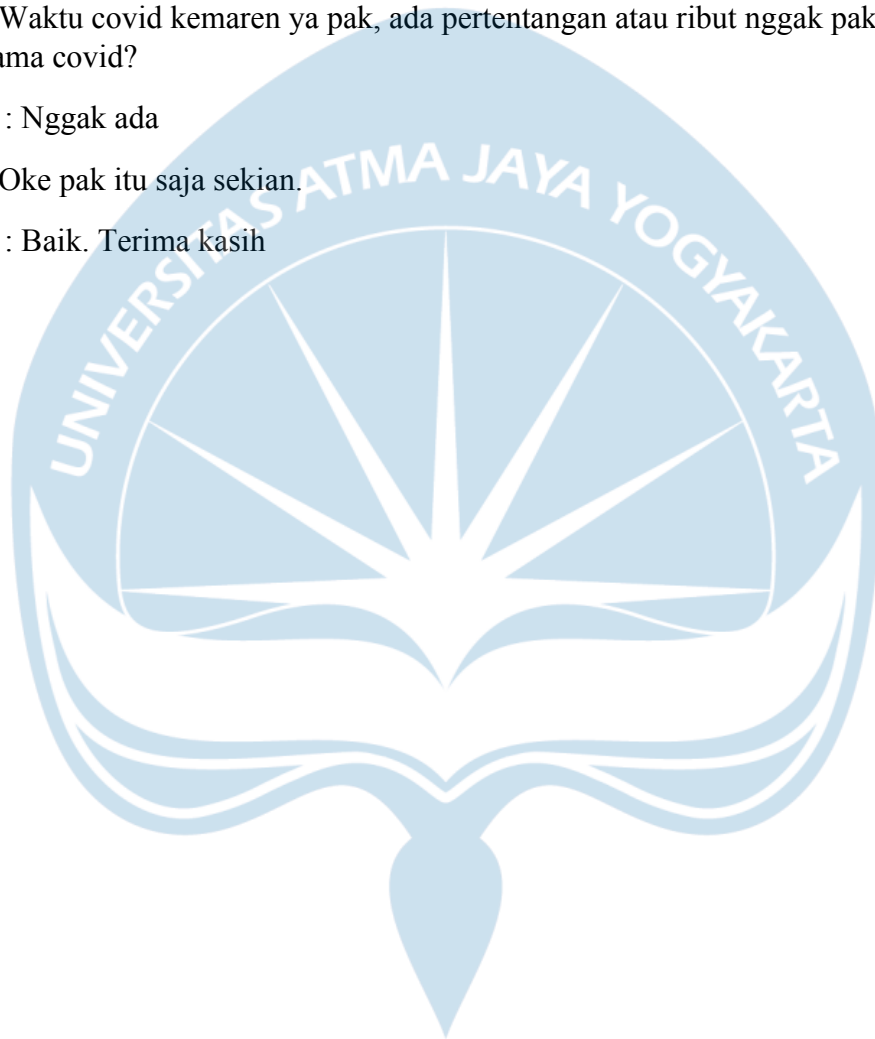 Waktu covid kemaren ya pak, ada pertentangan atau ribut nggak pak
ama covid?
: Nggak ada
Oke pak itu saja sekian.
: Baik. Terima kasih
UNIVERSITAS ATMA JAYA YOGYAKARTA